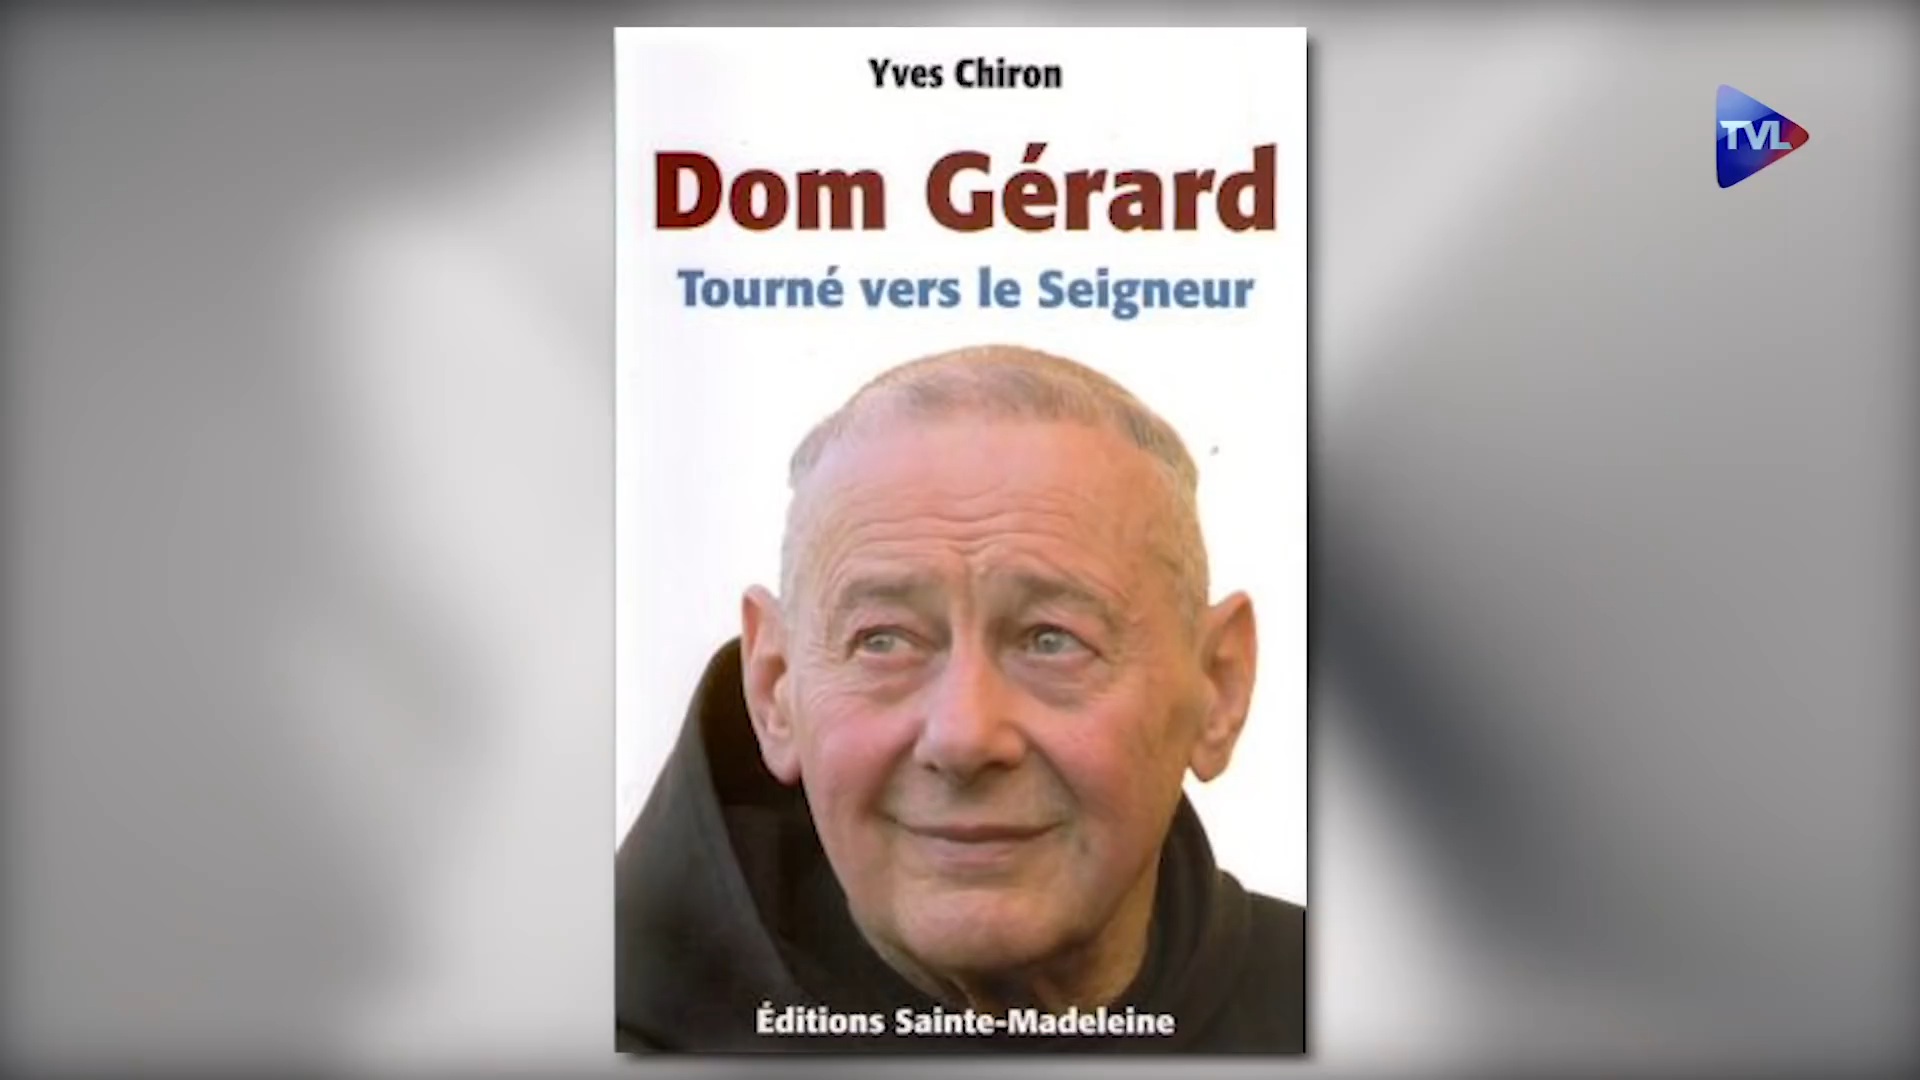 Yves Chiron
Dom Gérard
Tourné vers le Seigneur
Éditions Sainte-Madeleine
TVL